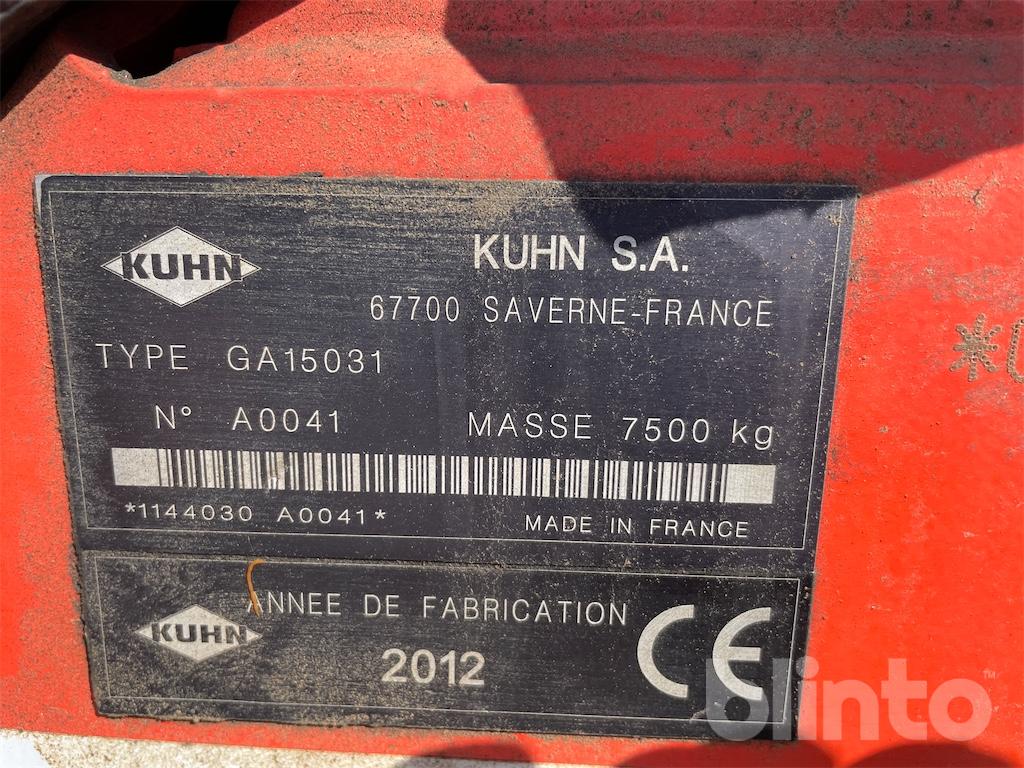 KUHN
KUHN S.A.
67700 SAVERNE-FRANCE
TYPE GA15031
N° A0041 MASSE 7500 kg
*1144030 A0041*
MADE IN FRANCE
ANNEE DE FABRICATION
KUHN
2012
CE
blinto™